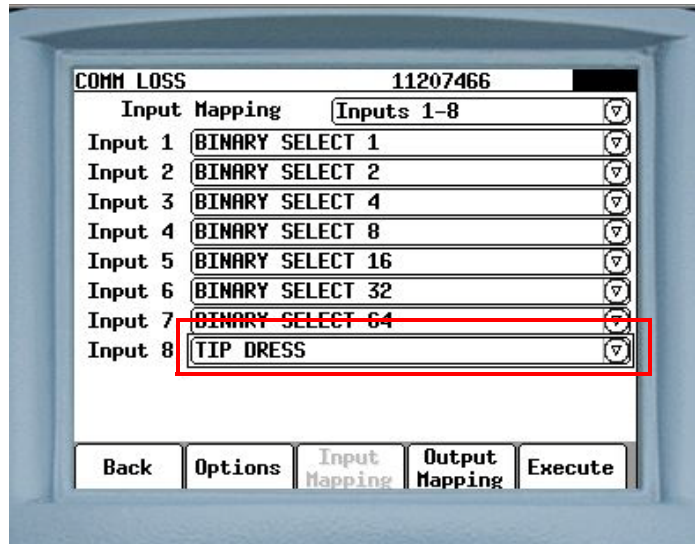 COMM LOSS 11207466
Input Mapping Inputs 1-8
Input 1 BINARY SELECT 1
Input 2 BINARY SELECT 2
Input 3 BINARY SELECT 4
Input 4 BINARY SELECT 8
Input 5 BINARY SELECT 16
Input 6 BINARY SELECT 32
Input 7 BINARY SELECT 64
Input 8 TIP DRESS
Back Options Input Mapping Output Mapping Execute